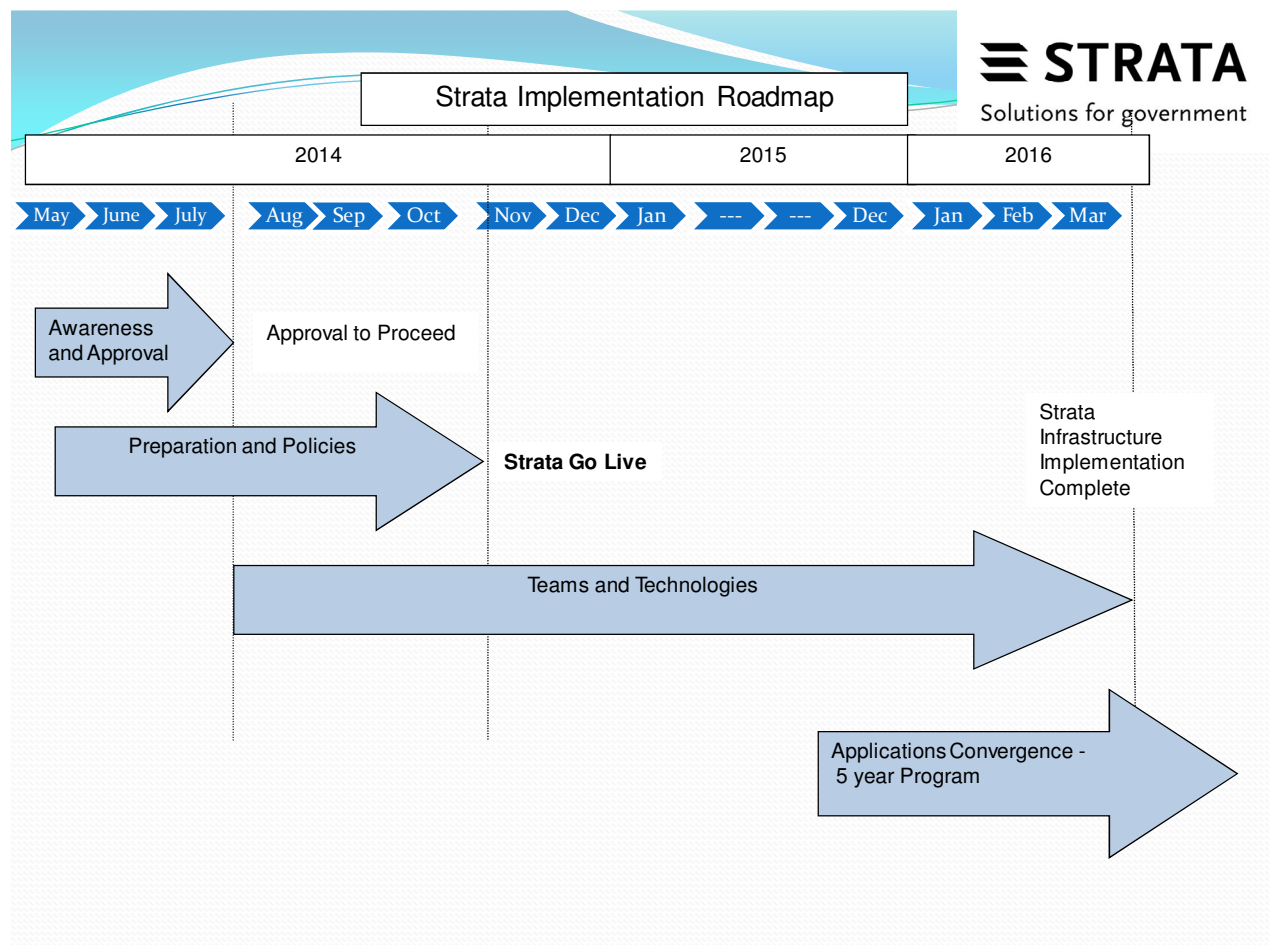 STRATA
Solutions for government
Strata Implementation Roadmap
2014 2015 2016
May June July Aug Sep Oct Nov Dec Jan --- --- Dec Jan Feb Mar
Awareness
and Approval
Approval to Proceed
Preparation and Policies
Strata Go Live
Strata
Infrastructure
Implementation
Complete
Teams and Technologies
Applications Convergence -
5 year Program